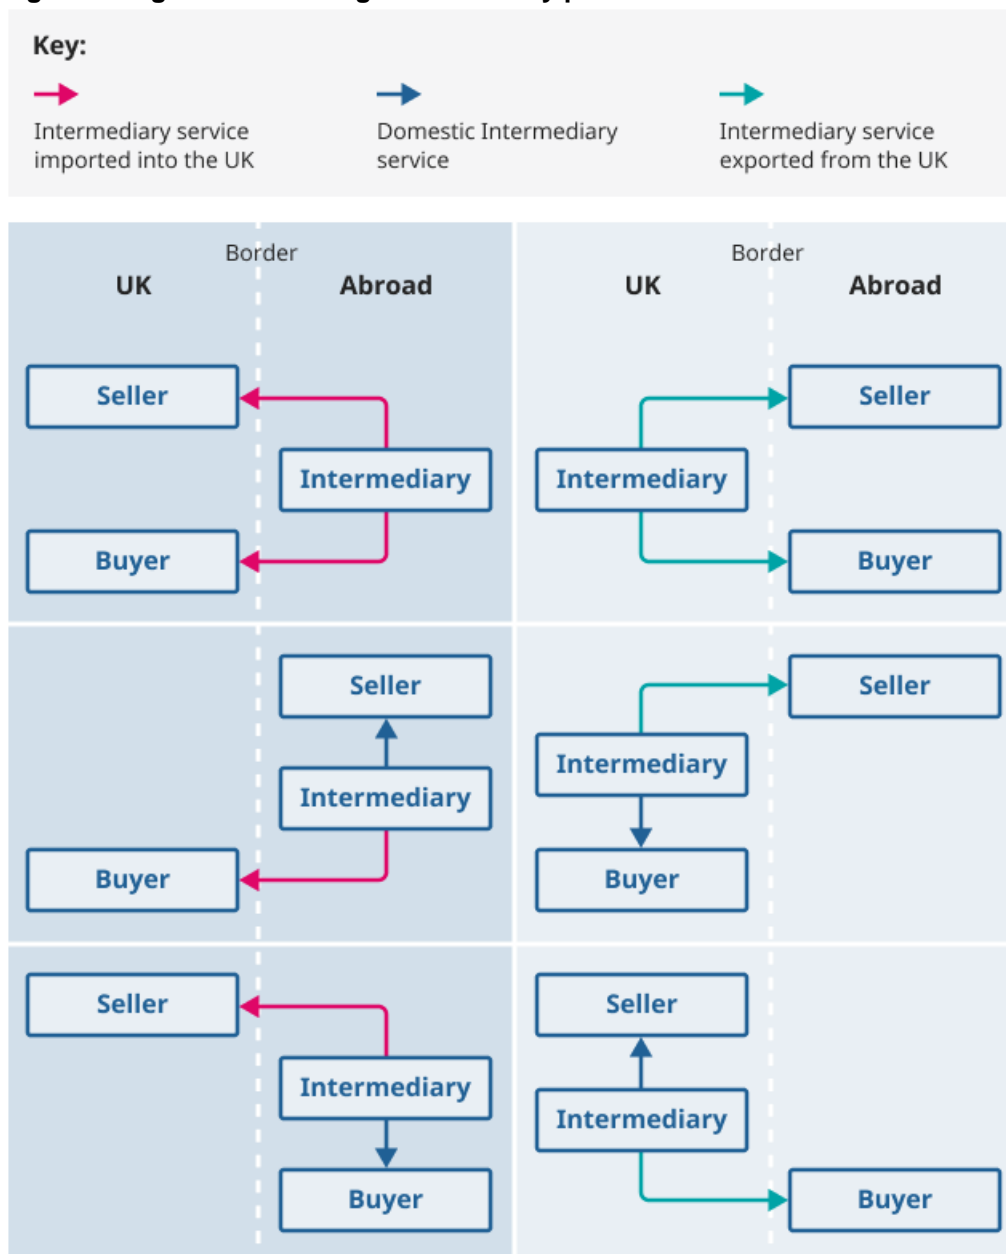 Key:
Intermediary service
imported into the UK
Domestic Intermediary
service
Intermediary service
exported from the UK
Border
UK
Abroad
Seller
Intermediary
Buyer
Border
UK
Abroad
Seller
Intermediary
Buyer
Seller
Intermediary
Buyer
Seller
Intermediary
Buyer
Seller
Intermediary
Buyer
Seller
Intermediary
Buyer